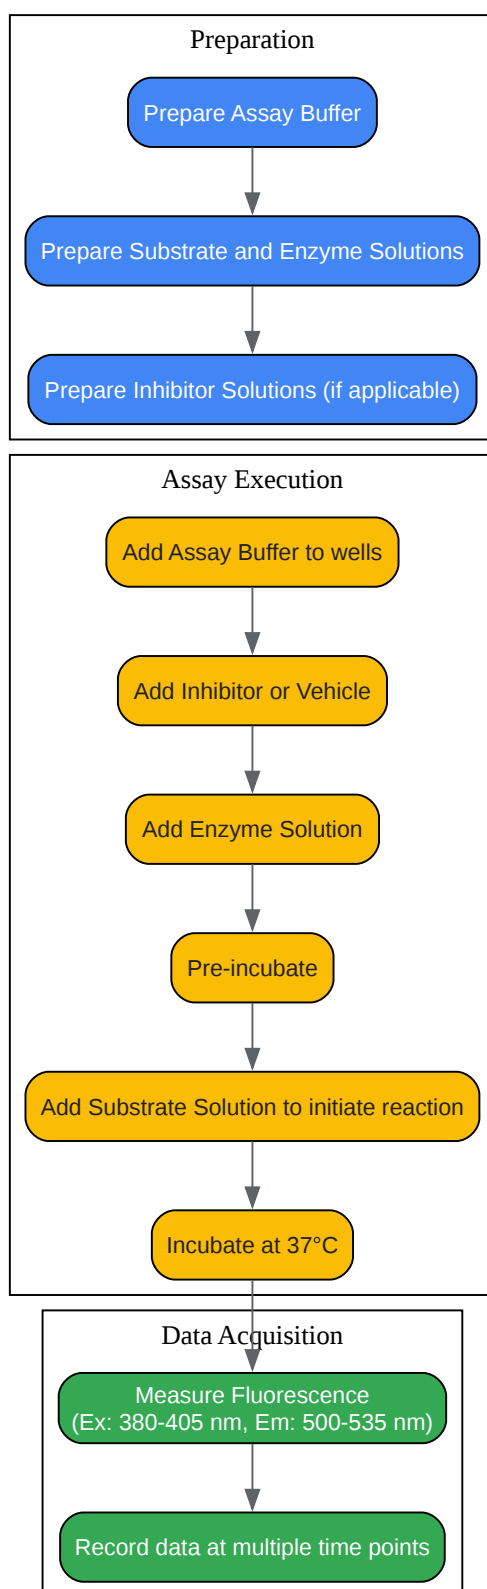 Preparation
Prepare Assay Buffer
Prepare Substrate and Enzyme Solutions
Prepare Inhibitor Solutions (if applicable)
Assay Execution
Add Assay Buffer to wells
Add Inhibitor or Vehicle
Add Enzyme Solution
Pre-incubate
Add Substrate Solution to initiate reaction
Incubate at 37°C
Data Acquisition
Measure Fluorescence
(Ex: 380-405 nm, Em: 500-535 nm)
Record data at multiple time points